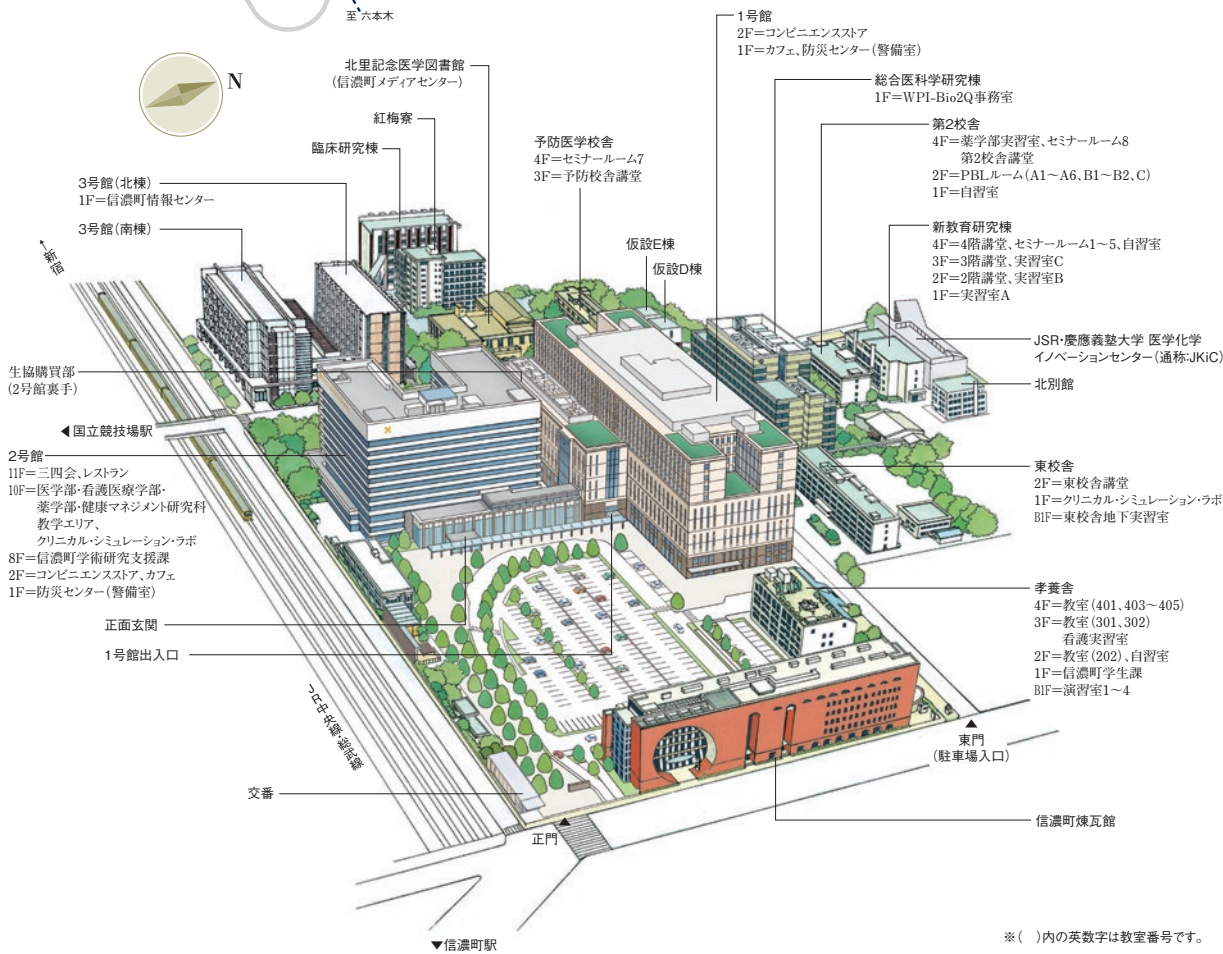 至 六本木
N
1号館
2F=コンビニエンスストア
1F=カフェ、防災センター(警備室)
北里記念医学図書館
(信濃町メディアセンター)
総合医科学研究棟
1F=WPI-Bio2Q事務室
紅梅寮
臨床研究棟
予防医学校舎
4F=セミナールーム7
3F=予防校舎講堂
第2校舎
4F=薬学部実習室、セミナールーム8
第2校舎講堂
2F=PBLルーム(A1～A6、B1～B2、C)
1F=自習室
3号館(北棟)
1F=信濃町情報センター
3号館(南棟)
←新宿
仮設E棟
仮設D棟
新教育研究棟
4F=4階講堂、セミナールーム1～5、自習室
3F=3階講堂、実習室C
2F=2階講堂、実習室B
1F=実習室A
JSR・慶應義塾大学 医学化学
イノベーションセンター(通称:JKiC)
北別館
生協購買部
(2号館裏手)
◀国立競技場駅
2号館
11F=三四会、レストラン
10F=医学部・看護医療学部・
薬学部・健康マネジメント研究科
教学エリア、
クリニカル・シミュレーション・ラボ
8F=信濃町学術研究支援課
2F=コンビニエンスストア、カフェ
1F=防災センター(警備室)
東校舎
2F=東校舎講堂
1F=クリニカル・シミュレーション・ラボ
B1F=東校舎地下実習室
孝養舎
4F=教室(401、403～405)
3F=教室(301、302)
看護実習室
2F=教室(202)、自習室
1F=信濃町学生課
B1F=演習室1～4
正面玄関
1号館出入口
JR中央線・総武線
▲
東門
(駐車場入口)
交番
▲
正門
信濃町煉瓦館
▼信濃町駅
※( )内の英数字は教室番号です。